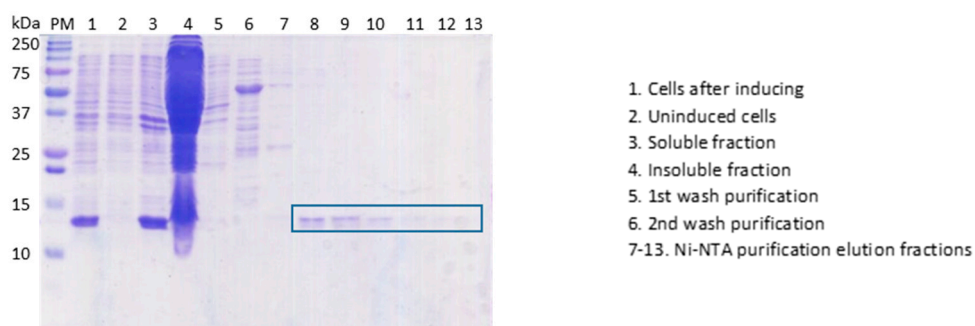 kDa PM 1 2 3 4 5 6 7 8 9 10 11 12 13
250
75
37
25
15
10
1. Cells after inducing
2. Uninduced cells
3. Soluble fraction
4. Insoluble fraction
5. 1st wash purification
6. 2nd wash purification
7-13. Ni-NTA purification elution fractions